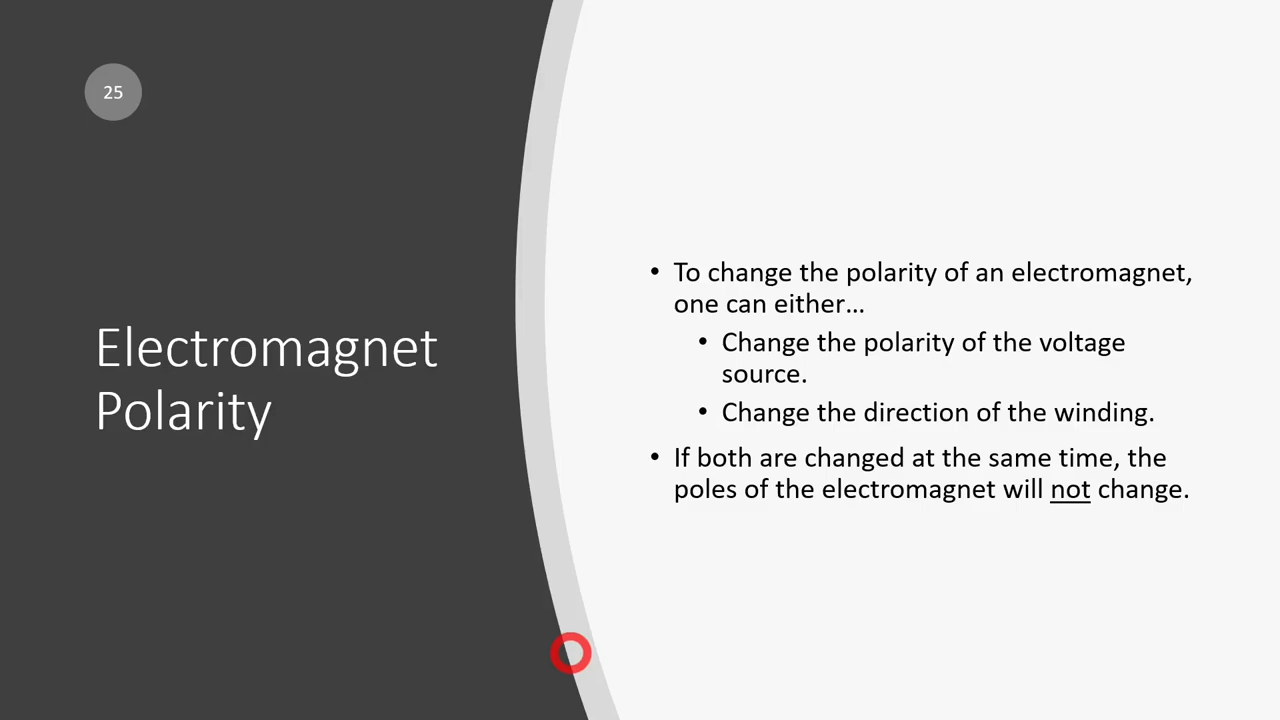 25
Electromagnet
Polarity
• To change the polarity of an electromagnet,
one can either…
• Change the polarity of the voltage
source.
• Change the direction of the winding.
• If both are changed at the same time, the
poles of the electromagnet will not change.